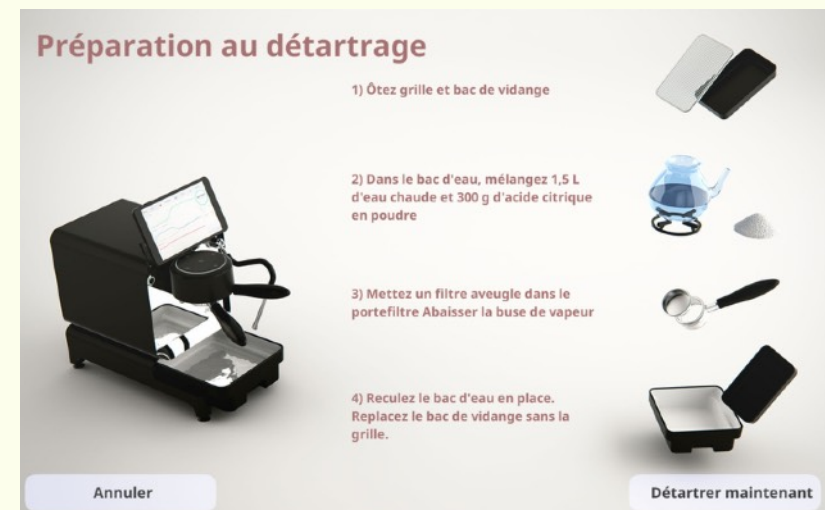 Préparation au détartrage
1) Ôtez grille et bac de vidange
2) Dans le bac d'eau, mélangez 1,5 L
d'eau chaude et 300 g d'acide citrique
en poudre
3) Mettez un filtre aveugle dans le
portefiltre Abaisser la buse de vapeur
4) Reculez le bac d'eau en place.
Replacez le bac de vidange sans la
grille.
Annuler
Détartrer maintenant